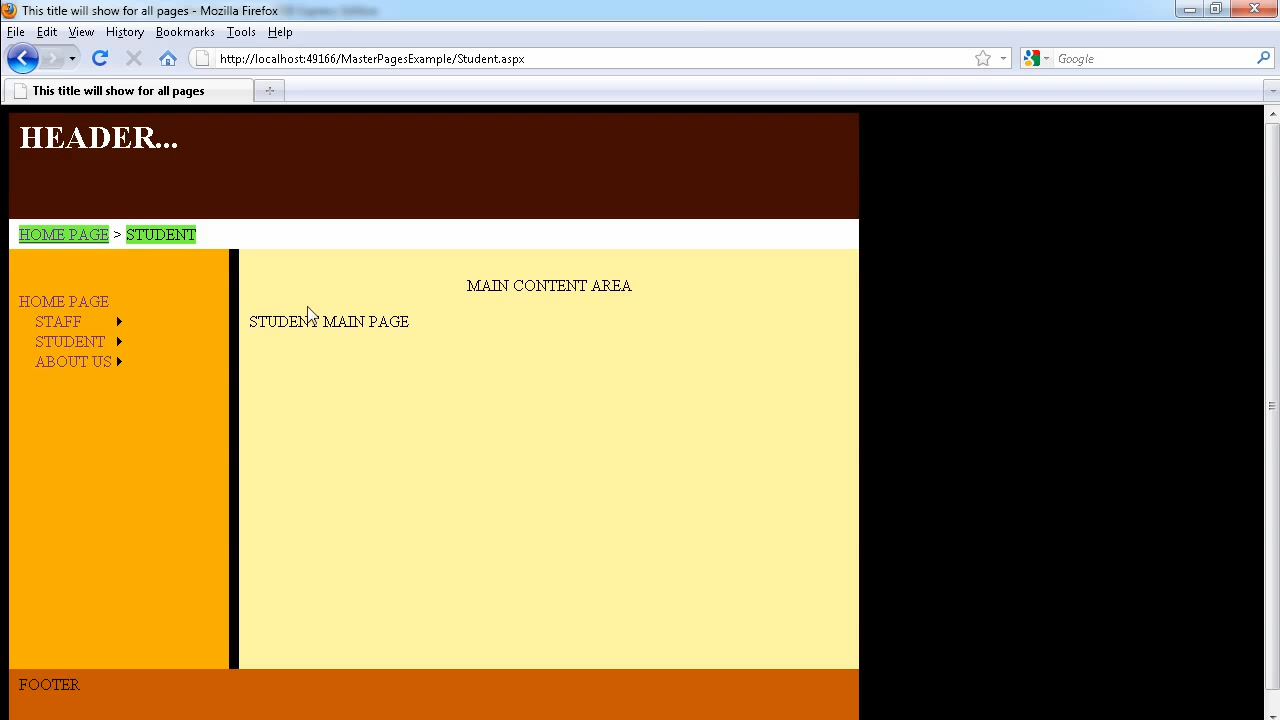 This title will show for all pages - Mozilla Firefox
File Edit View History Bookmarks Tools Help
http://localhost:49166/MasterPagesExample/Student.aspx
Google
This title will show for all pages
HEADER...
HOME PAGE > STUDENT
MAIN CONTENT AREA
HOME PAGE
STAFF
STUDENT
ABOUT US
STUDENT MAIN PAGE
FOOTER